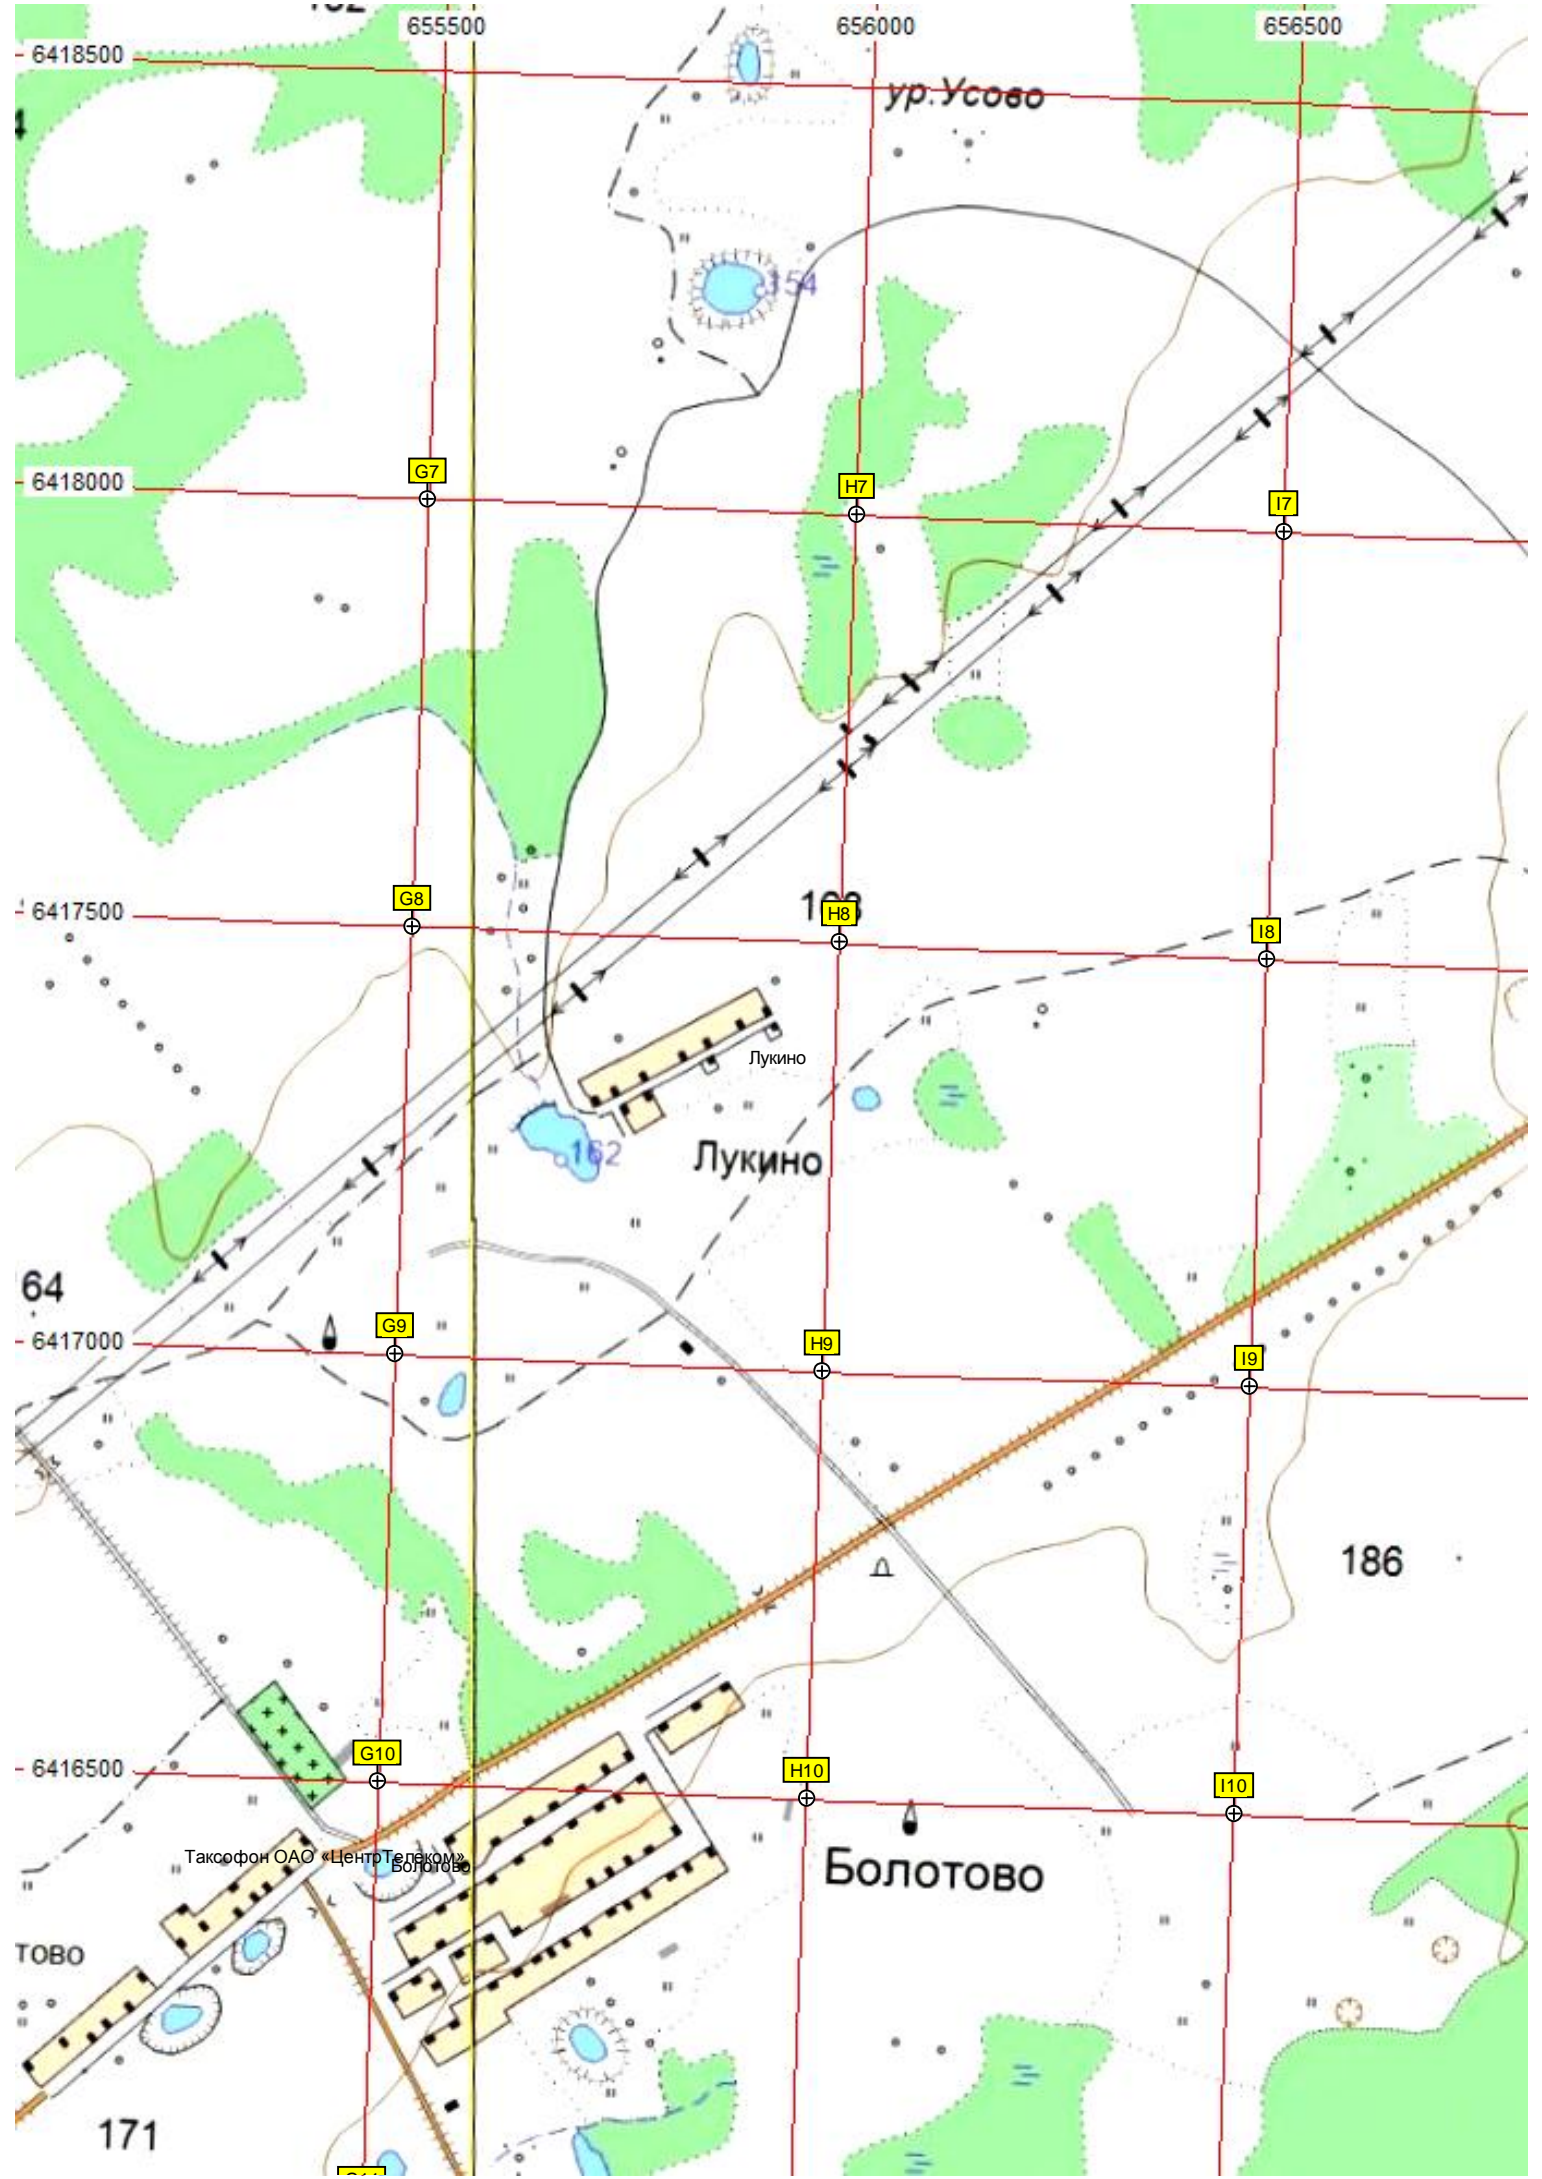 655500 656000 656500
6418500
ур.Усово
154
G7
6418000
H7
I7
G8
6417500
H8
I8
Лукино
162
Лукино
64
G9
6417000
H9
I9
186
G10
6416500
H10
I10
Таксофон ОАО «ЦентрТелеком»
Болотово
Болотово
тово
171